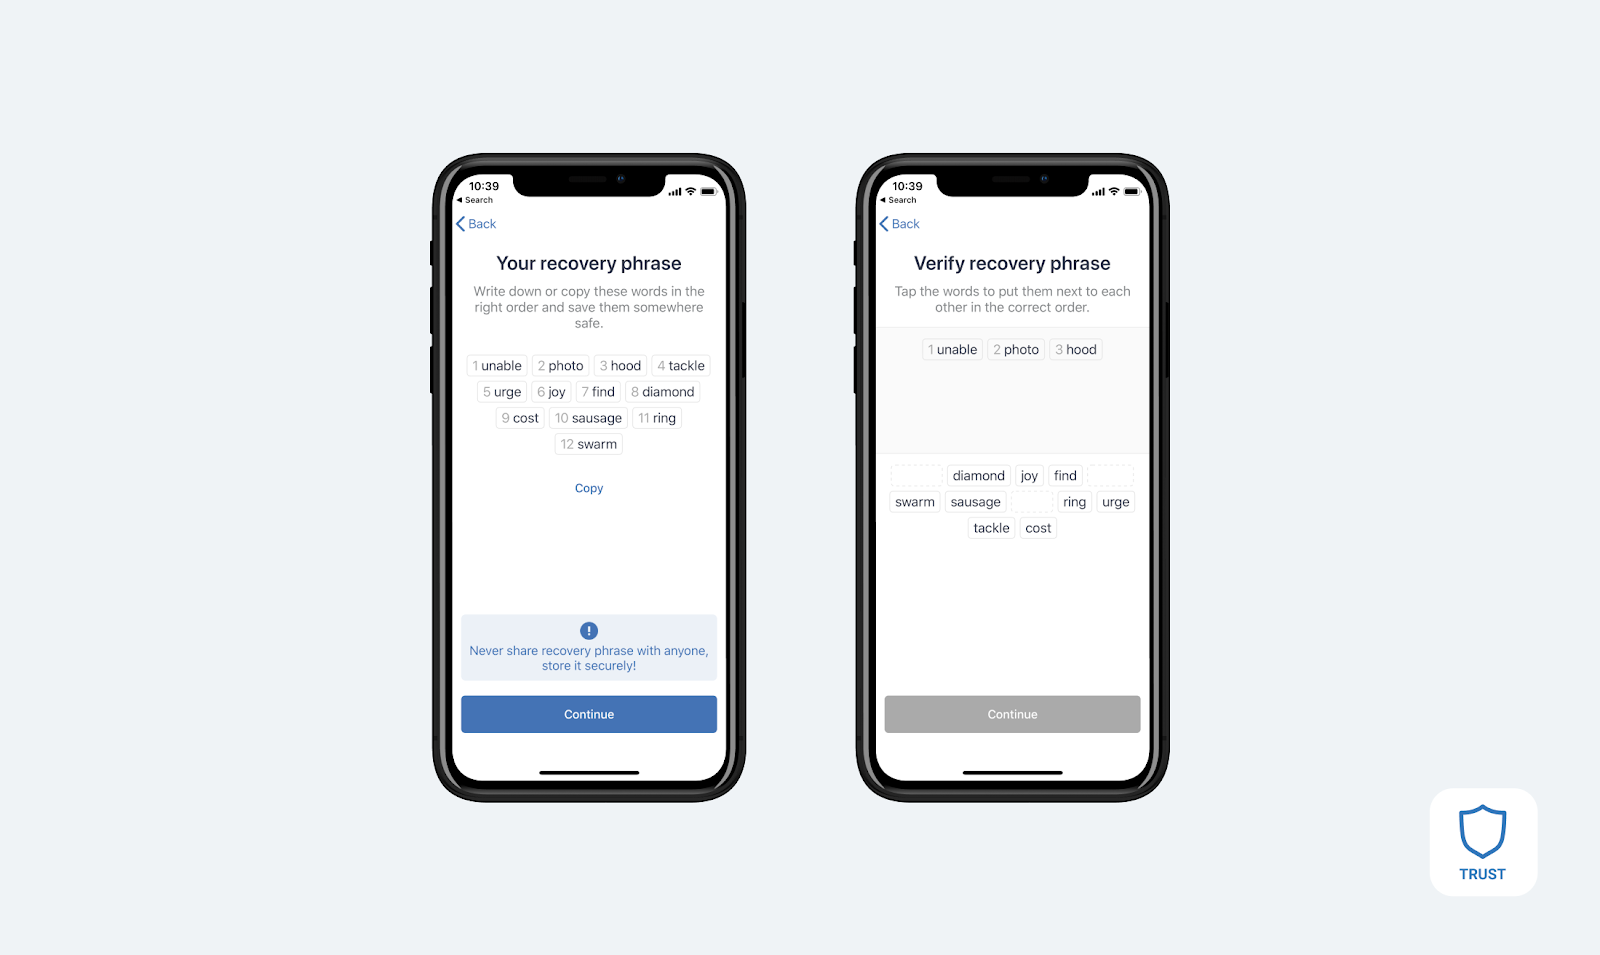 10:39
◀ Search
Back
Your recovery phrase
Write down or copy these words in the
right order and save them somewhere
safe.
1 unable 2 photo 3 hood 4 tackle
5 urge 6 joy 7 find 8 diamond
9 cost 10 sausage 11 ring
12 swarm
Copy
!
Never share recovery phrase with anyone,
store it securely!
Continue
10:39
◀ Search
Back
Verify recovery phrase
Tap the words to put them next to each
other in the correct order.
1 unable 2 photo 3 hood
diamond joy find
swarm sausage ring urge
tackle cost
Continue
TRUST